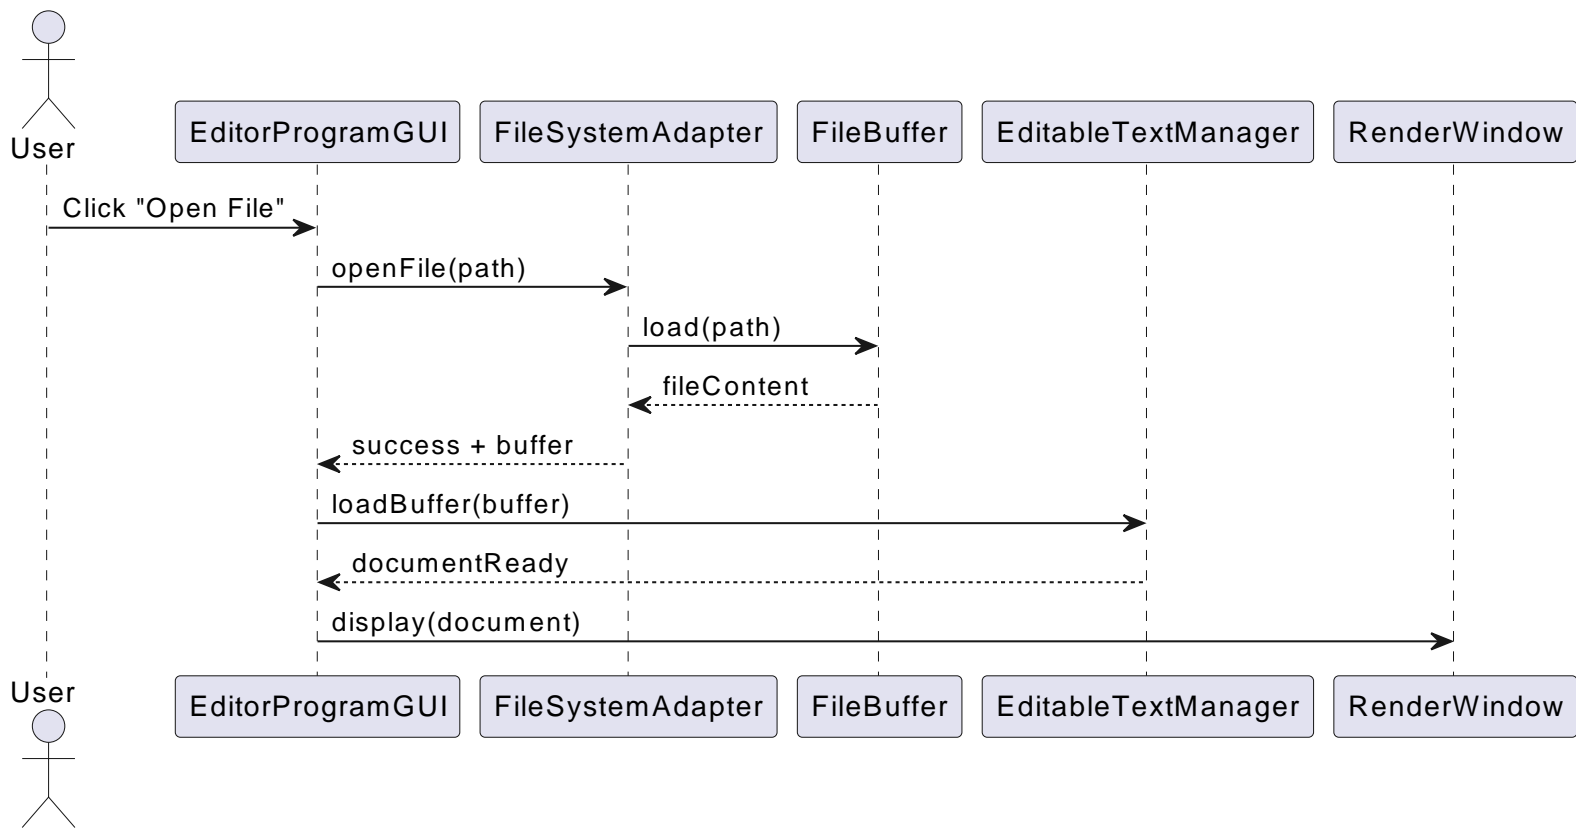 User
EditorProgramGUI
FileSystemAdapter
FileBuffer
EditableTextManager
RenderWindow
Click "Open File"
openFile(path)
load(path)
fileContent
success + buffer
loadBuffer(buffer)
documentReady
display(document)
User
EditorProgramGUI
FileSystemAdapter
FileBuffer
EditableTextManager
RenderWindow